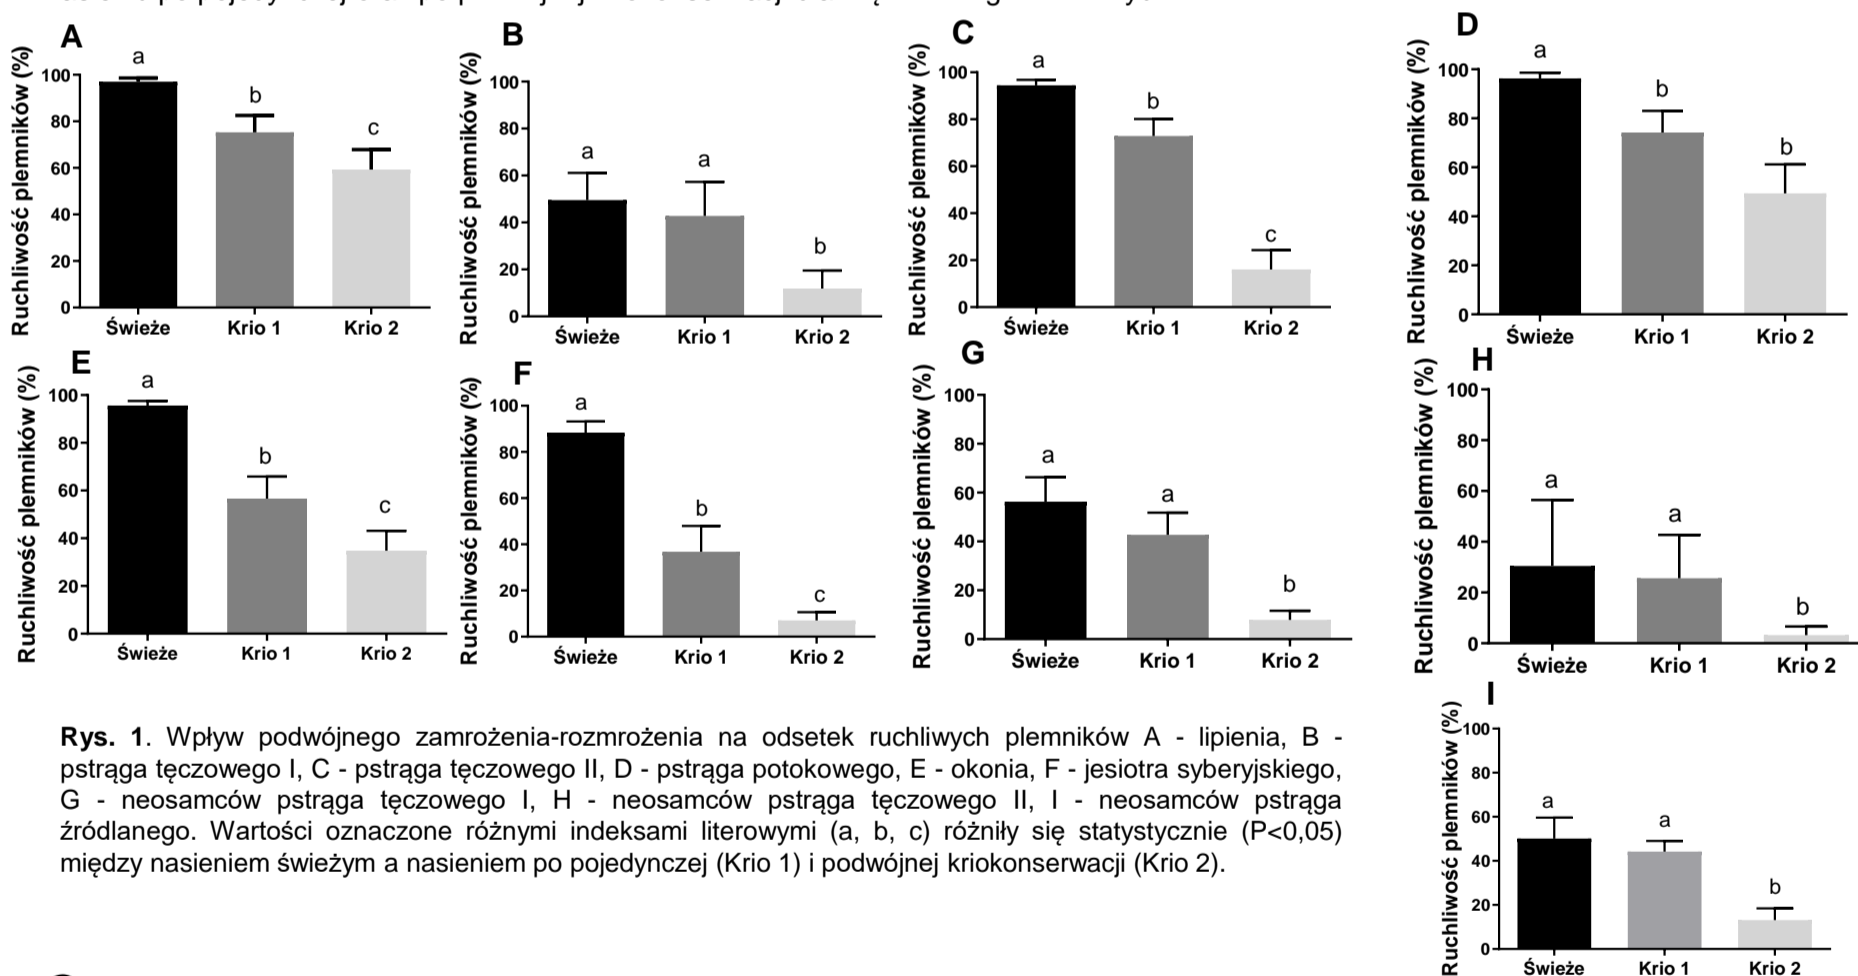 A
a
b
c
Ruchliwość plemników (%)
100
80
60
40
20
0
Świeże Krio 1 Krio 2
B
a
a
b
Ruchliwość plemników (%)
100
80
60
40
20
0
Świeże Krio 1 Krio 2
C
a
b
c
Ruchliwość plemników (%)
100
80
60
40
20
0
Świeże Krio 1 Krio 2
D
a
b
b
Ruchliwość plemników (%)
100
80
60
40
20
0
Świeże Krio 1 Krio 2
E
a
b
c
Ruchliwość plemników (%)
100
80
60
40
20
0
Świeże Krio 1 Krio 2
F
a
b
c
Ruchliwość plemników (%)
100
80
60
40
20
0
Świeże Krio 1 Krio 2
G
a
a
b
Ruchliwość plemników (%)
100
80
60
40
20
0
Świeże Krio 1 Krio 2
H
a
a
b
Ruchliwość plemników (%)
100
80
60
40
20
0
Świeże Krio 1 Krio 2
Rys. 1. Wpływ podwójnego zamrożenia-rozmrożenia na odsetek ruchliwych plemników A - lipienia, B -
pstrąga tęczowego I, C - pstrąga tęczowego II, D - pstrąga potokowego, E - okonia, F - jesiotra syberyjskiego,
G - neosamców pstrąga tęczowego I, H - neosamców pstrąga tęczowego II, I - neosamców pstrąga
źródlanego. Wartości oznaczone różnymi indeksami literowymi (a, b, c) różniły się statystycznie (P<0,05)
między nasieniem świeżym a nasieniem po pojedynczej (Krio 1) i podwójnej kriokonserwacji (Krio 2).
I
a
a
b
Ruchliwość plemników (%)
100
80
60
40
20
0
Świeże Krio 1 Krio 2